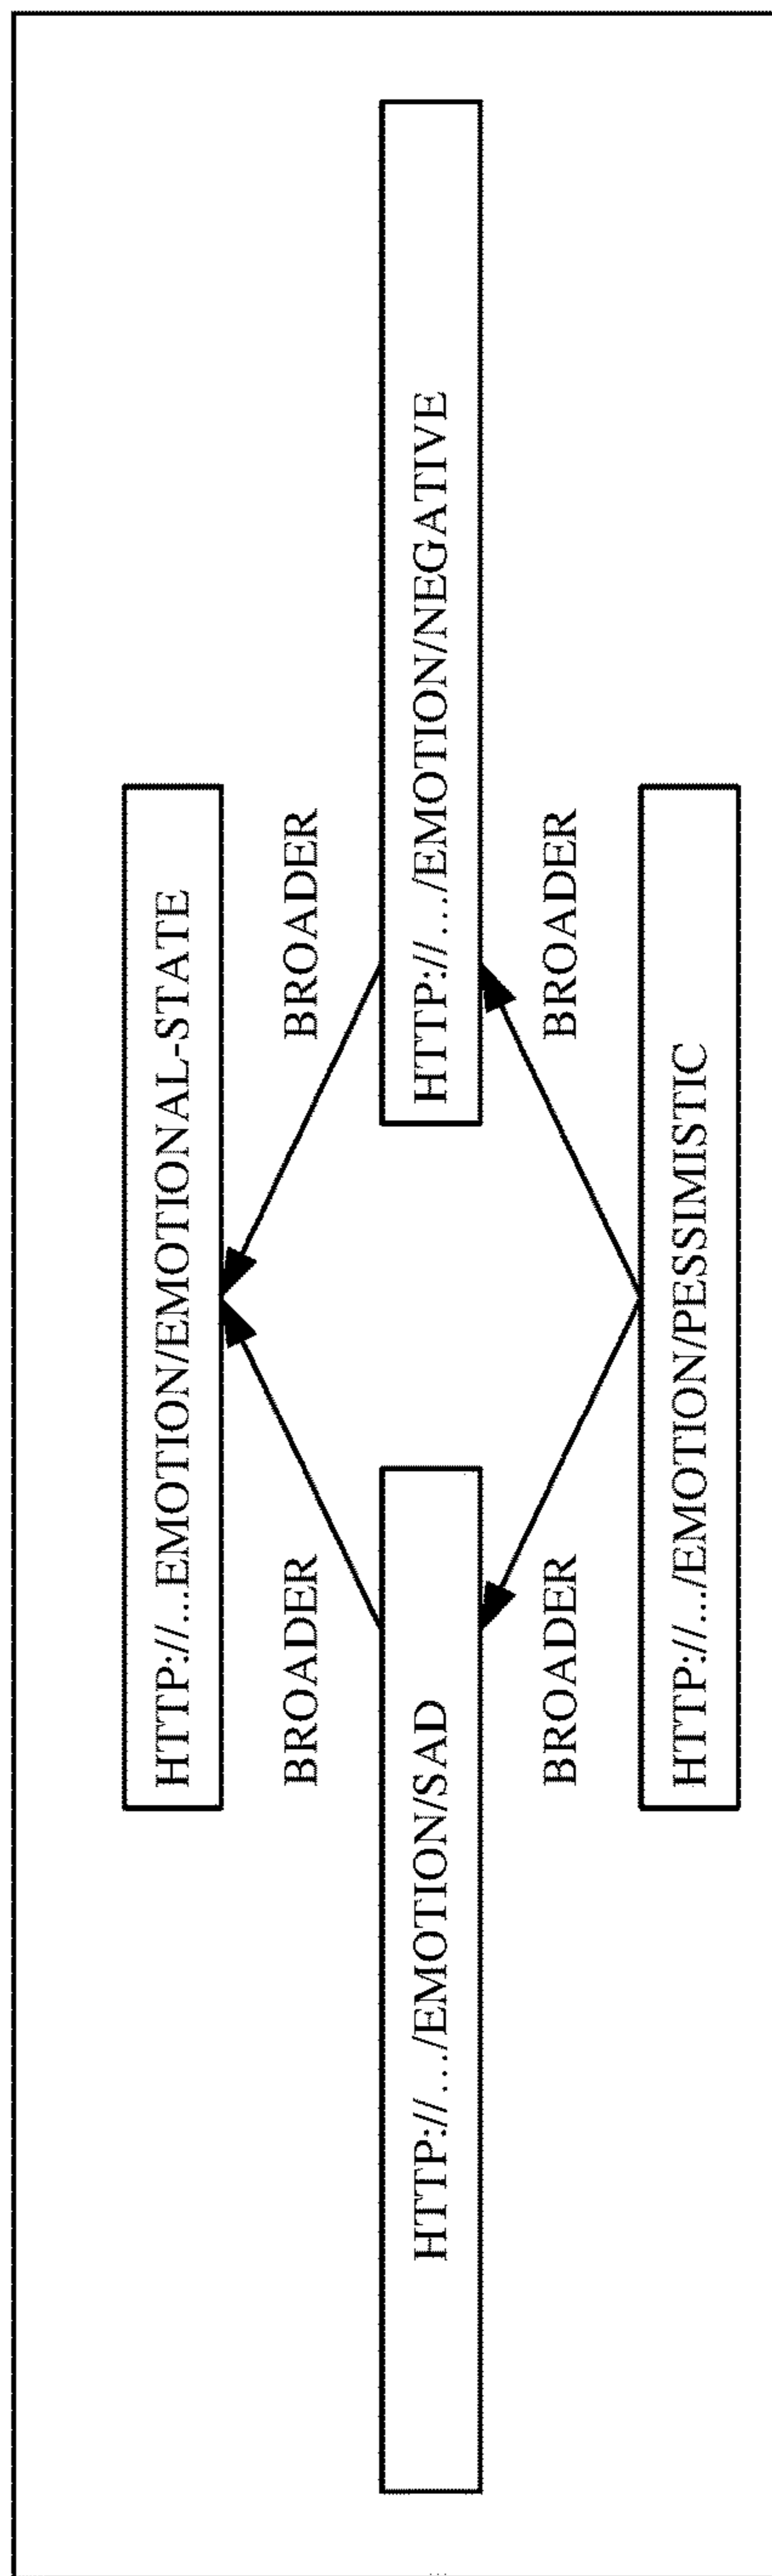 HTTP://...EMOTION/EMOTIONAL-STATE
BROADER
BROADER
HTTP://.../EMOTION/SAD
HTTP://.../EMOTION/NEGATIVE
BROADER
BROADER
HTTP://.../EMOTION/PESSIMISTIC